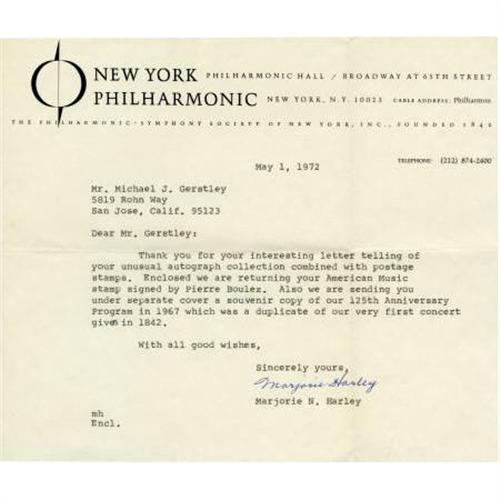 NEW YORK PHILHARMONIC HALL / BROADWAY AT 65TH STREET
PHILHARMONIC NEW YORK, N.Y. 10023 CABLE ADDRESS: Philharmon
THE PHILHARMONIC-SYMPHONY SOCIETY OF NEW YORK, INC., FOUNDED 1842
TELEPHONE: (212) 874-2400
May 1, 1972
Mr. Michael J. Gerstley
5819 Rohn Way
San Jose, Calif. 95123
Dear Mr. Gerstley:
Thank you for your interesting letter telling of
your unusual autograph collection combined with postage
stamps. Enclosed we are returning your American Music
stamp signed by Pierre Boulez. Also we are sending you
under separate cover a souvenir copy of our 125th Anniversary
Program in 1967 which was a duplicate of our very first concert
given in 1842.
With all good wishes,
Sincerely yours,
Marjorie Harley
Marjorie N. Harley
mh
Encl.